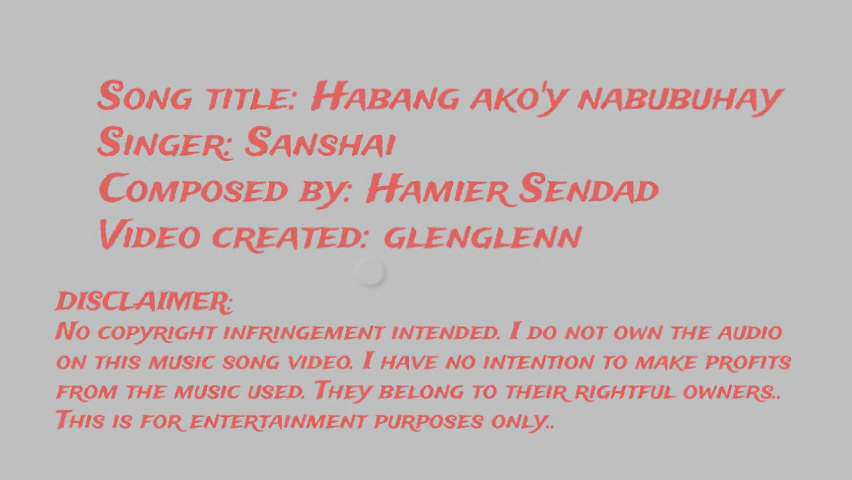 Song title: Habang ako'y nabubuhay
Singer: Sanshai
Composed by: Hamier Sendad
Video created: glenglenn
DISCLAIMER:
No copyright infringement intended. I do not own the audio
on this music song video. I have no intention to make profits
from the music used. They belong to their rightful owners..
This is for entertainment purposes only..